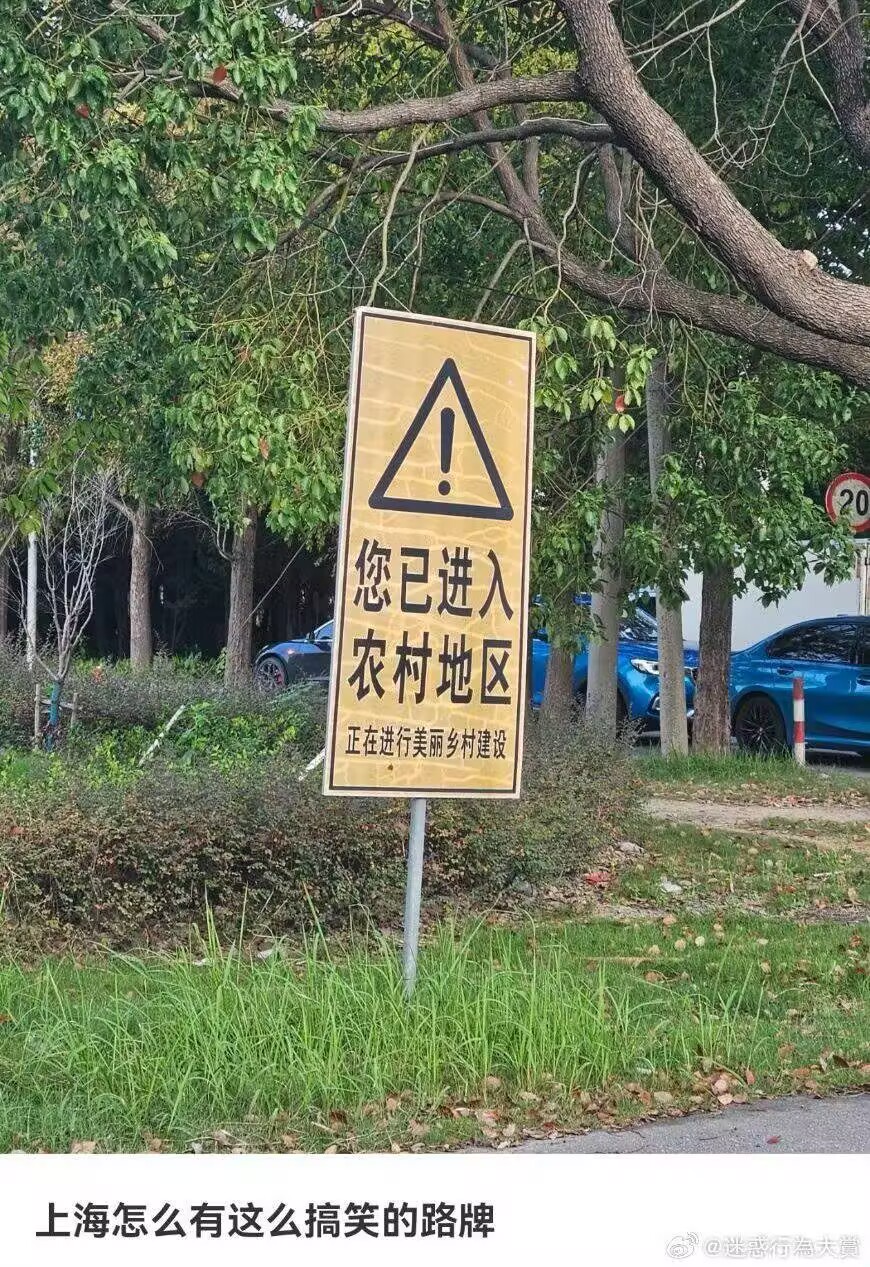 20
您已进入
农村地区
正在进行美丽乡村建设
上海怎么有这么搞笑的路牌
@迷惑行為大賞